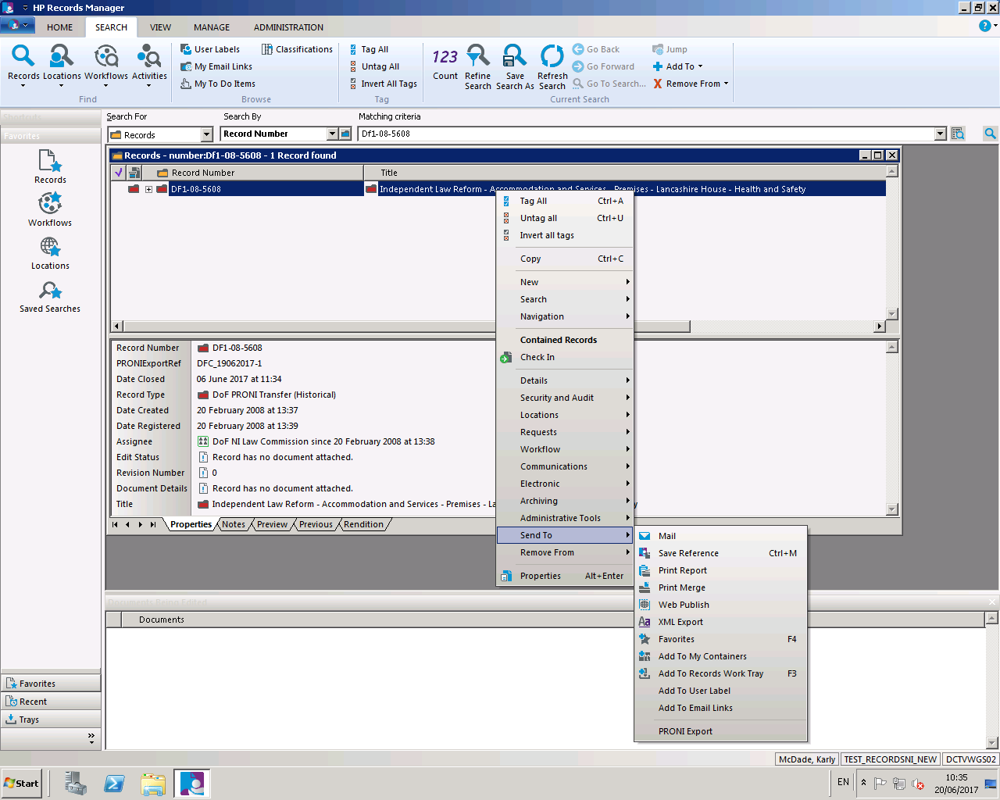 HP Records Manager
HOME SEARCH VIEW MANAGE ADMINISTRATION
Records Locations Workflows Activities
Find
User Labels Classifications
My Email Links
My To Do Items
Browse
Tag All
Untag All
Invert All Tags
Tag
123
Count Refine Search Save Search As Refresh Search
Go Back Jump
Go Forward Add To
Go To Search... Remove From
Current Search
Shortcuts
Favorites
Records
Workflows
Locations
Saved Searches
Favorites
Recent
Trays
Search For Search By Matching criteria
Records Record Number Df1-08-5608
Records - number:Df1-08-5608 - 1 Record found
Record Number Title
DF1-08-5608 Independent Law Reform - Accommodation and Services - Premises - Lancashire House - Health and Safety
Record Number DF1-08-5608
PRONIExportRef DFC_19062017-1
Date Closed 06 June 2017 at 11:34
Record Type DoF PRONI Transfer (Historical)
Date Created 20 February 2008 at 13:37
Date Registered 20 February 2008 at 13:39
Assignee DoF NI Law Commission since 20 February 2008 at 13:38
Edit Status Record has no document attached.
Revision Number 0
Document Details Record has no document attached.
Title Independent Law Reform - Accommodation and Services - Premises - La
Properties Notes Preview Previous Rendition
Tag All Ctrl+A
Untag all Ctrl+U
Invert all tags
Copy Ctrl+C
New
Search
Navigation
Contained Records
Check In
Details
Security and Audit
Locations
Requests
Workflow
Communications
Electronic
Archiving
Administrative Tools
Send To
Remove From
Properties Alt+Enter
Mail
Save Reference Ctrl+M
Print Report
Print Merge
Web Publish
XML Export
Favorites F4
Add To My Containers
Add To Records Work Tray F3
Add To User Label
Add To Email Links
PRONI Export
Documents Being Edited
Documents
McDade, Karly TEST_RECORDSNI_NEW DCTVWGS02
Start
EN
10:35
20/06/2017